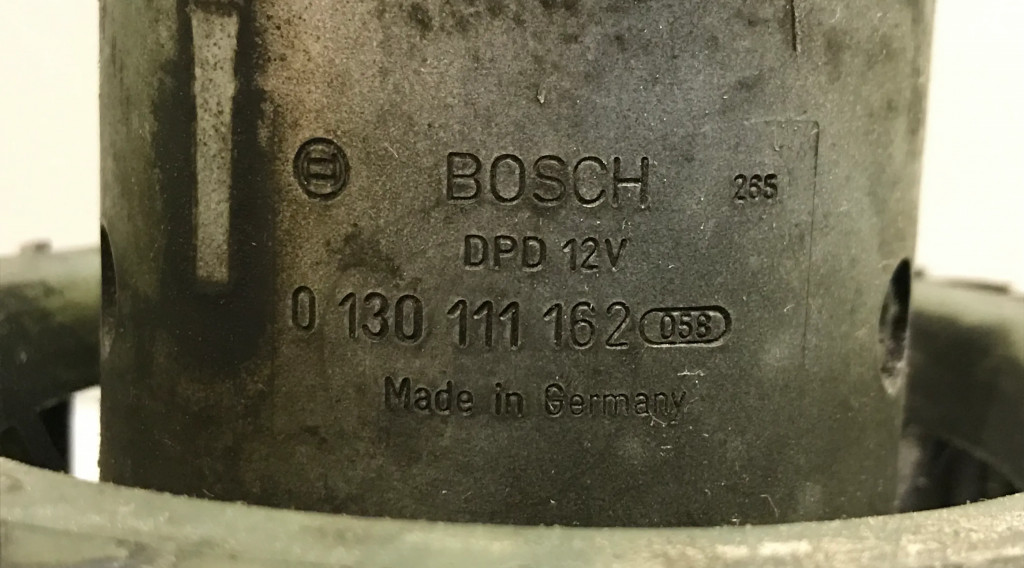 BOSCH 265
DPD 12V
0 130 111 162 058
Made in Germany